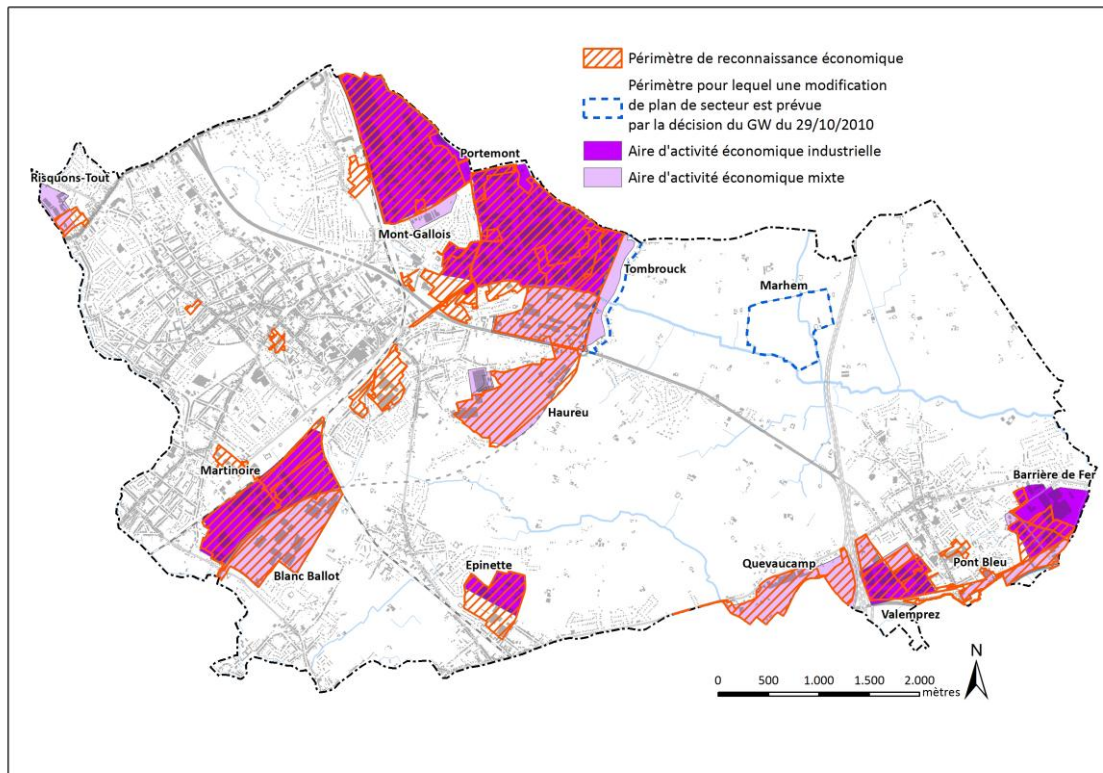 Périmètre de reconnaissance économique
Périmètre pour lequel une modification
de plan de secteur est prévue
par la décision du GW du 29/10/2010
Aire d'activité économique industrielle
Aire d'activité économique mixte
Portemont
Risquons-Tout
Mont-Gallois
Tombrouck
Marhem
Haureu
Martinoire
Barrière de Fer
Blanc Ballot
Epinette
Quevaucamp
Pont Bleu
Valemprez
N
0 500 1.000 1.500 2.000
mètres